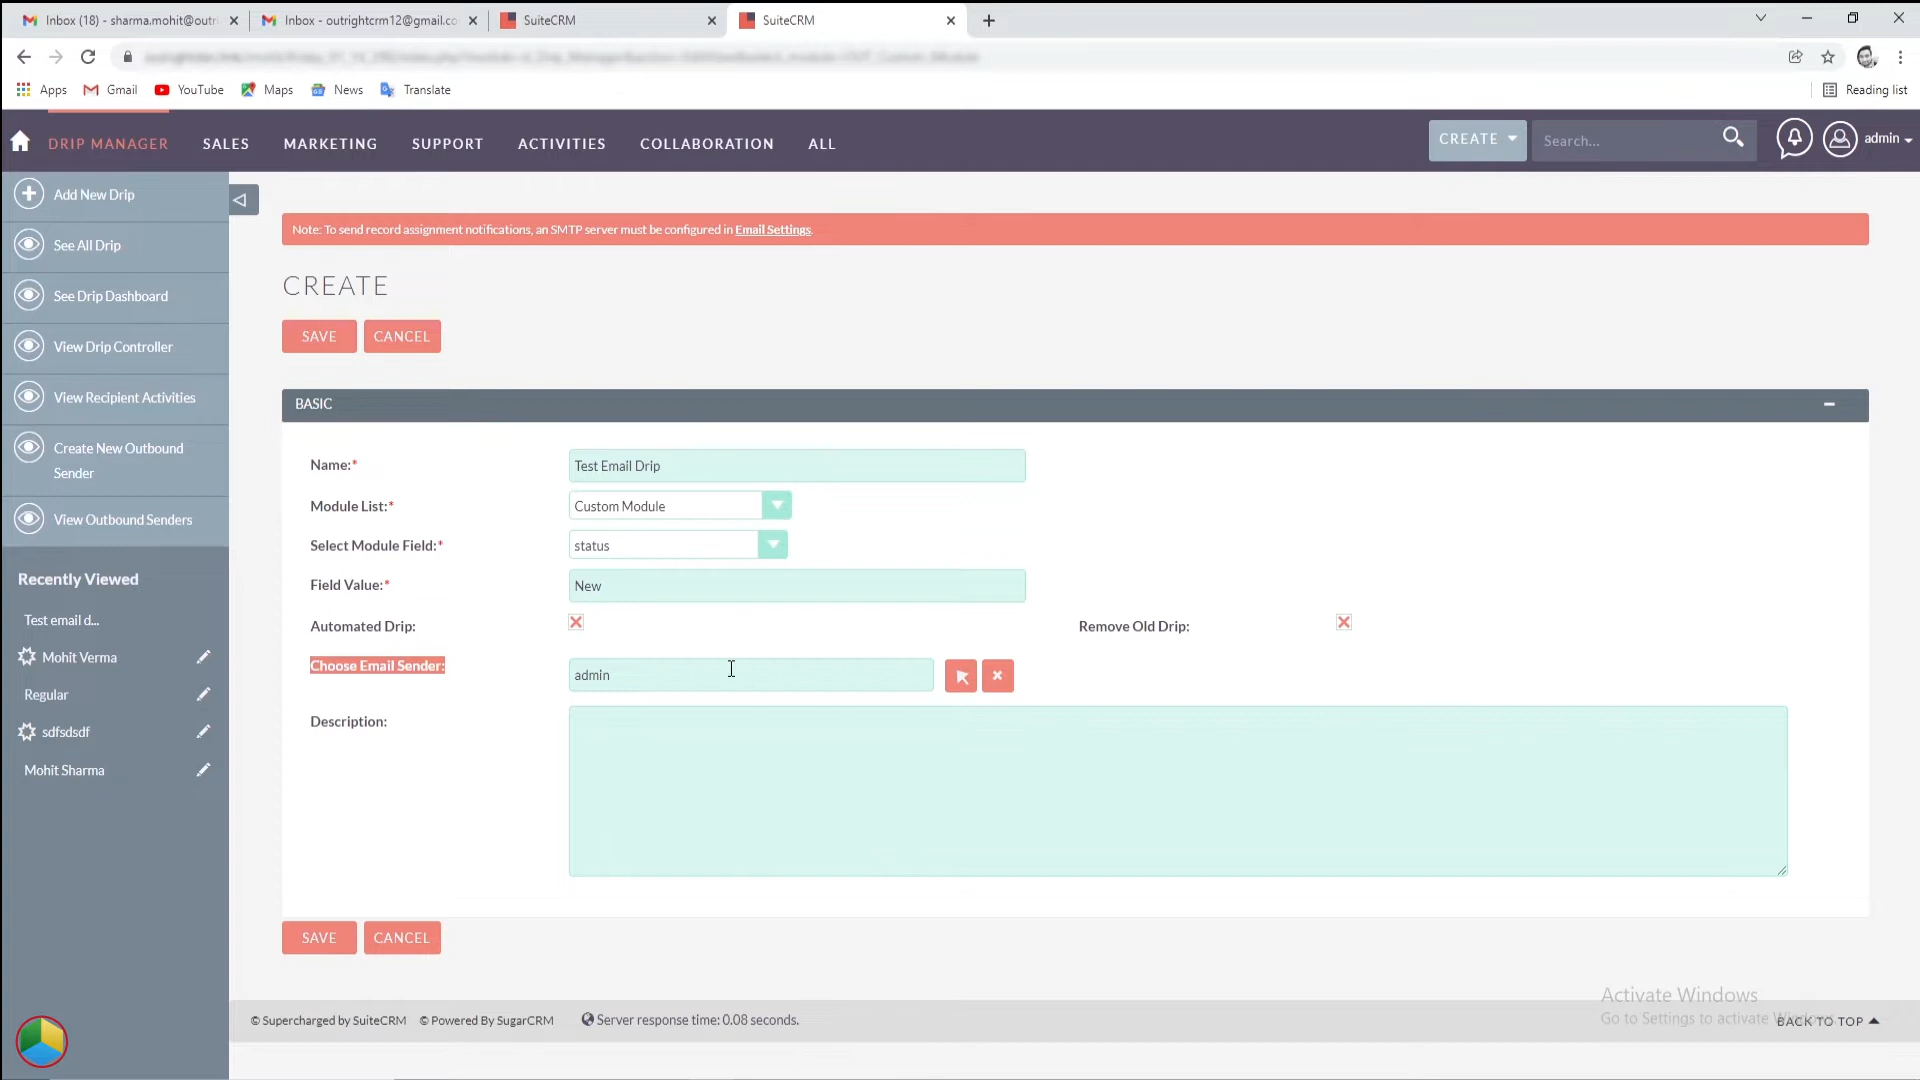 Inbox (18) - sharma.mohit@outri
Inbox - outrightcrm12@gmail.co
SuiteCRM
SuiteCRM
Apps
Gmail
YouTube
Maps
News
Translate
Reading list
DRIP MANAGER
SALES
MARKETING
SUPPORT
ACTIVITIES
COLLABORATION
ALL
CREATE
Search...
admin
Add New Drip
See All Drip
See Drip Dashboard
View Drip Controller
View Recipient Activities
Create New Outbound
Sender
View Outbound Senders
Recently Viewed
Test email d...
Mohit Verma
Regular
sdfsdsdf
Mohit Sharma
Note: To send record assignment notifications, an SMTP server must be configured in Email Settings.
CREATE
SAVE
CANCEL
BASIC
Name:* Test Email Drip
Module List:* Custom Module
Select Module Field:* status
Field Value:* New
Automated Drip:
Remove Old Drip:
Choose Email Sender: admin
Description:
SAVE
CANCEL
Activate Windows
Go to Settings to activate Windows.
BACK TO TOP
© Supercharged by SuiteCRM
© Powered By SugarCRM
Server response time: 0.08 seconds.